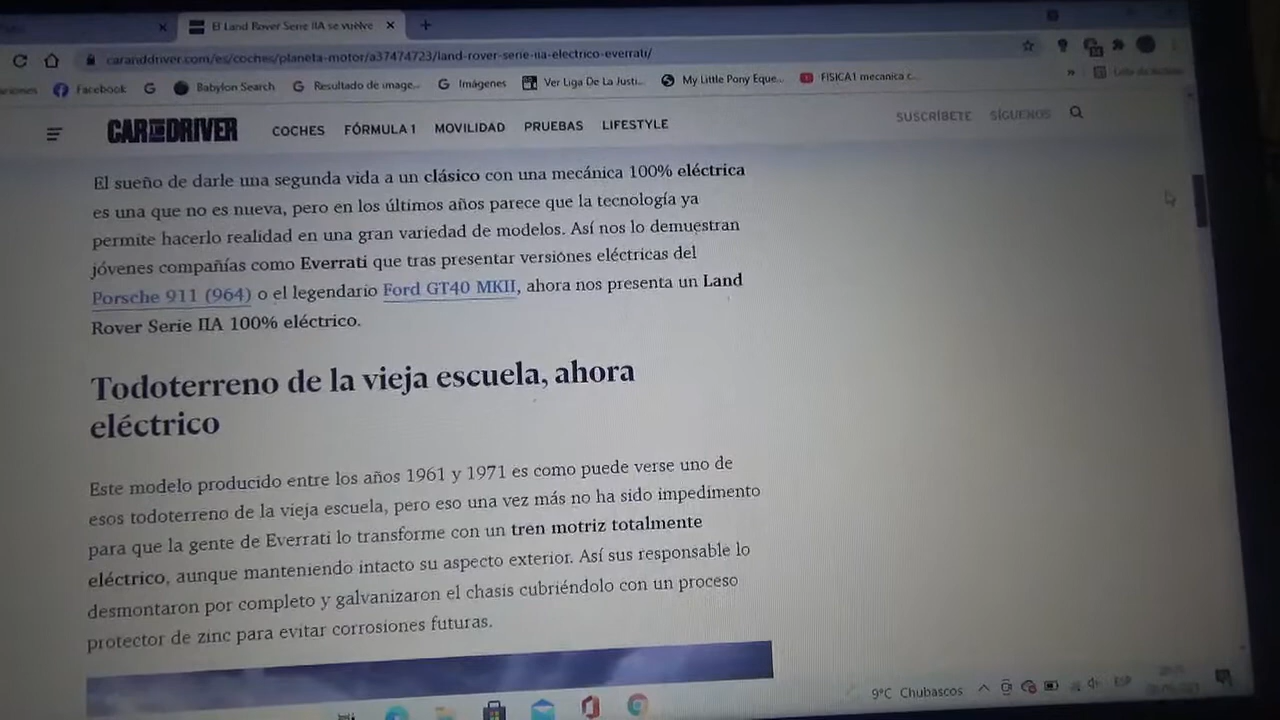 El Land Rover Serie IIA se vuelve
caranddriver.com/es/coches/planeta-motor/a37474723/land-rover-serie-iia-electrico-everrati/
Facebook G Babylon Search G Resultado de image... G Imágenes Ver Liga De La Justi... My Little Pony Eque... FISICA1 mecanica c... »
CAR AND DRIVER COCHES FÓRMULA 1 MOVILIDAD PRUEBAS LIFESTYLE SUSCRÍBETE SÍGUENOS
El sueño de darle una segunda vida a un clásico con una mecánica 100% eléctrica
es una que no es nueva, pero en los últimos años parece que la tecnología ya
permite hacerlo realidad en una gran variedad de modelos. Así nos lo demuestran
jóvenes compañías como Everrati que tras presentar versiones eléctricas del
Porsche 911 (964) o el legendario Ford GT40 MKII, ahora nos presenta un Land
Rover Serie IIA 100% eléctrico.
Todoterreno de la vieja escuela, ahora
eléctrico
Este modelo producido entre los años 1961 y 1971 es como puede verse uno de
esos todoterreno de la vieja escuela, pero eso una vez más no ha sido impedimento
para que la gente de Everrati lo transforme con un tren motriz totalmente
eléctrico, aunque manteniendo intacto su aspecto exterior. Así sus responsable lo
desmontaron por completo y galvanizaron el chasis cubriéndolo con un proceso
protector de zinc para evitar corrosiones futuras.
9°C Chubascos ESP